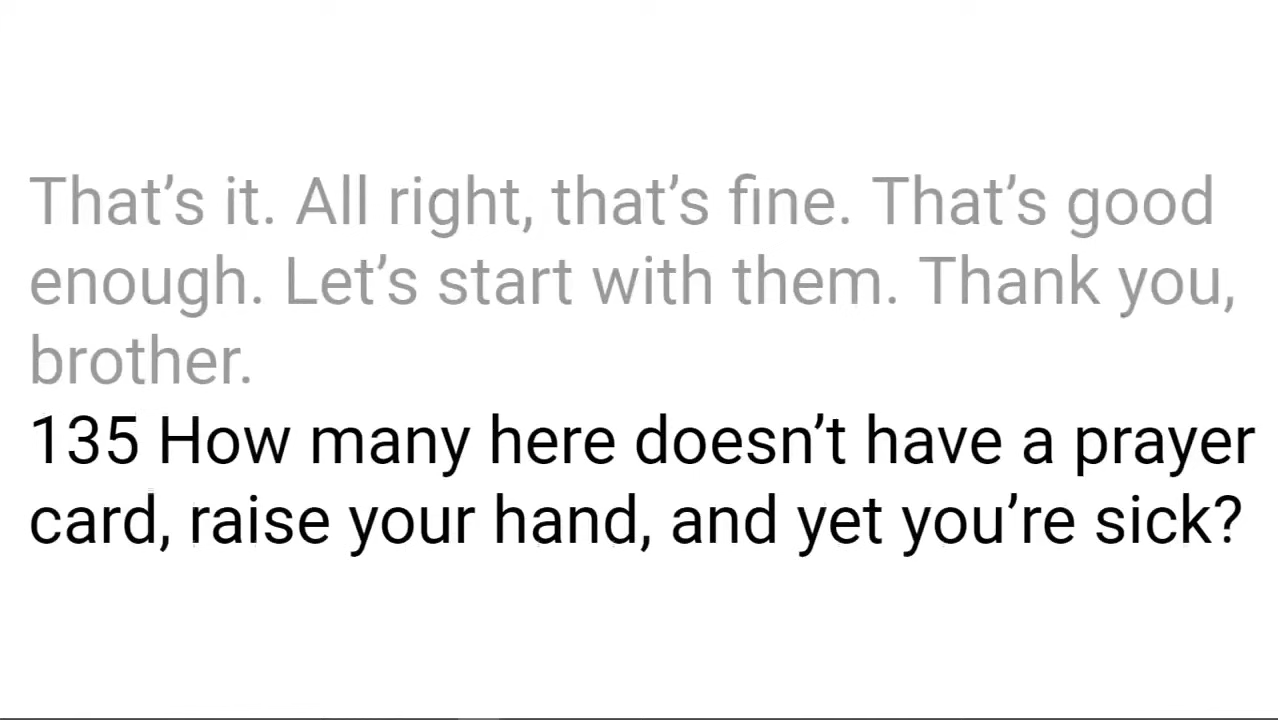 That’s it. All right, that’s fine. That’s good
enough. Let’s start with them. Thank you,
brother.
135 How many here doesn’t have a prayer
card, raise your hand, and yet you’re sick?